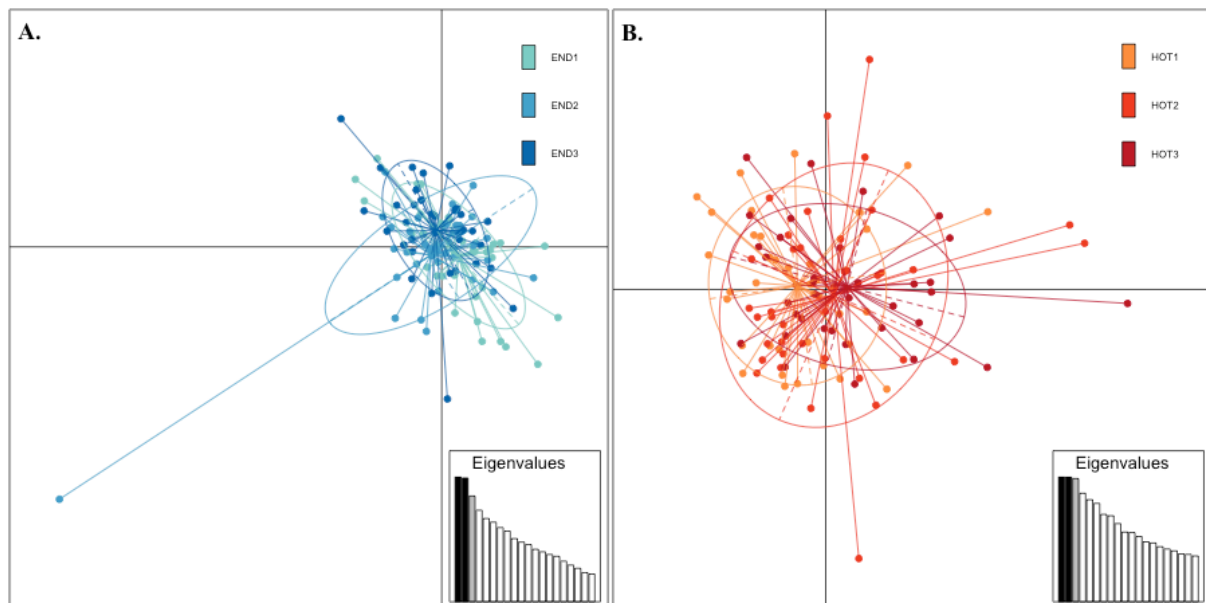 A.
END1
END2
END3
Eigenvalues
B.
HOT1
HOT2
HOT3
Eigenvalues